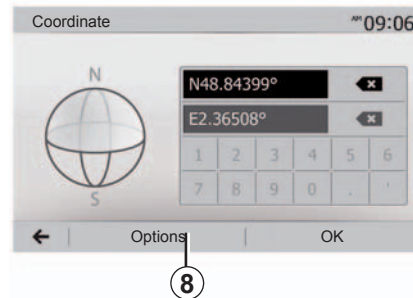 Coordinate AM 09:06
N
S
N48.84399°
E2.36508°
1 2 3 4 5 6
7 8 9 0 . '
Options OK
8